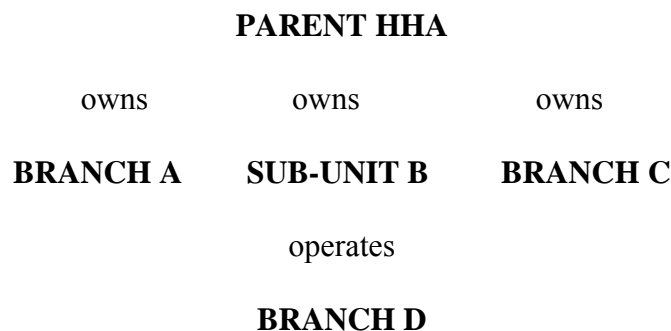 PARENT HHA
owns owns owns
BRANCH A SUB-UNIT B BRANCH C
operates
BRANCH D